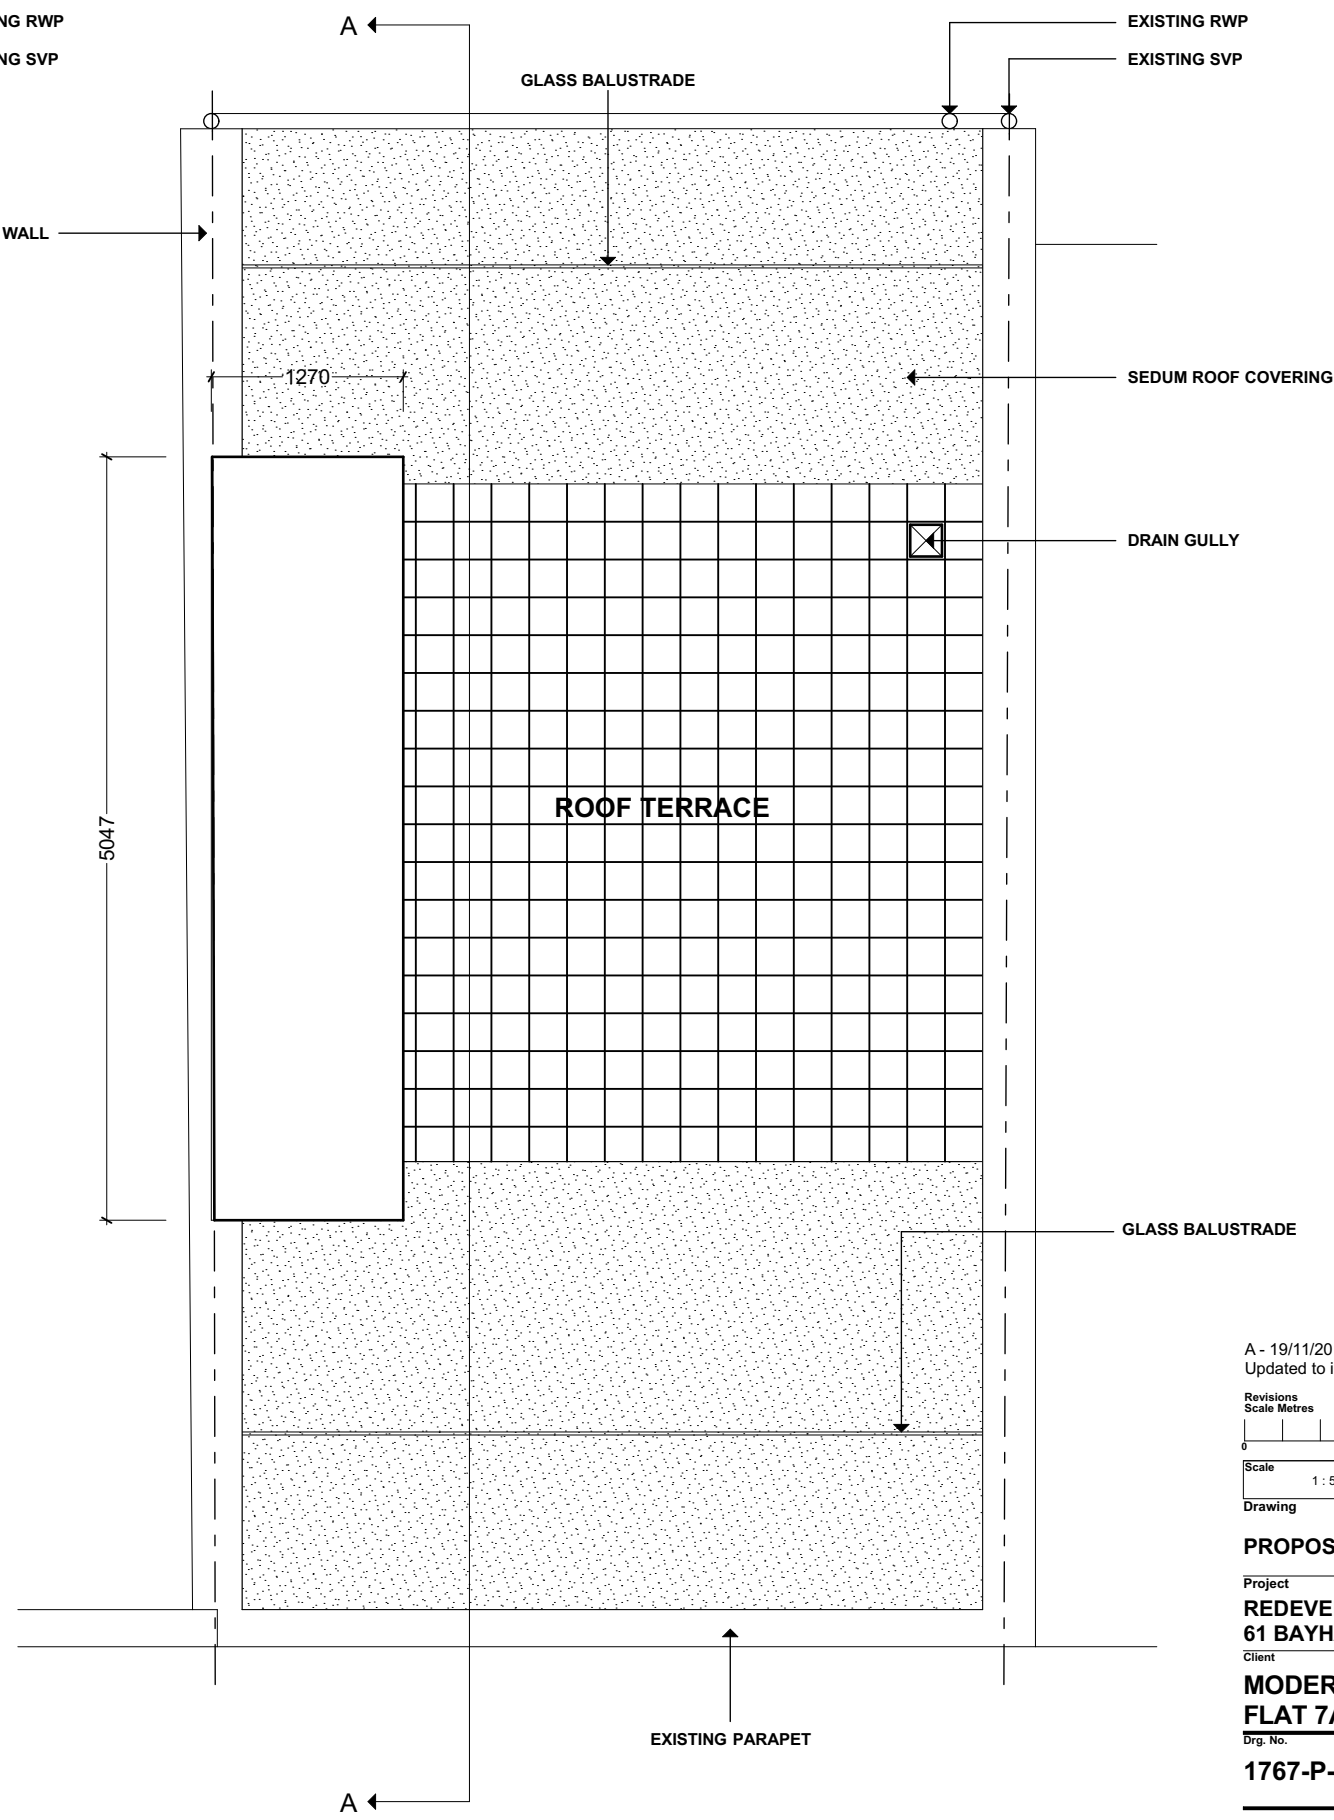 NG RWP
A
EXISTING RWP
NG SVP
EXISTING SVP
GLASS BALUSTRADE
WALL
1270
SEDUM ROOF COVERING
DRAIN GULLY
ROOF TERRACE
5047
GLASS BALUSTRADE
A - 19/11/20
Updated to i
Revisions
Scale Metres
0
Scale
1 : 5
Drawing
PROPOS
Project
REDEVE
61 BAYH
Client
MODER
FLAT 7A
Drg. No.
1767-P-
EXISTING PARAPET
A